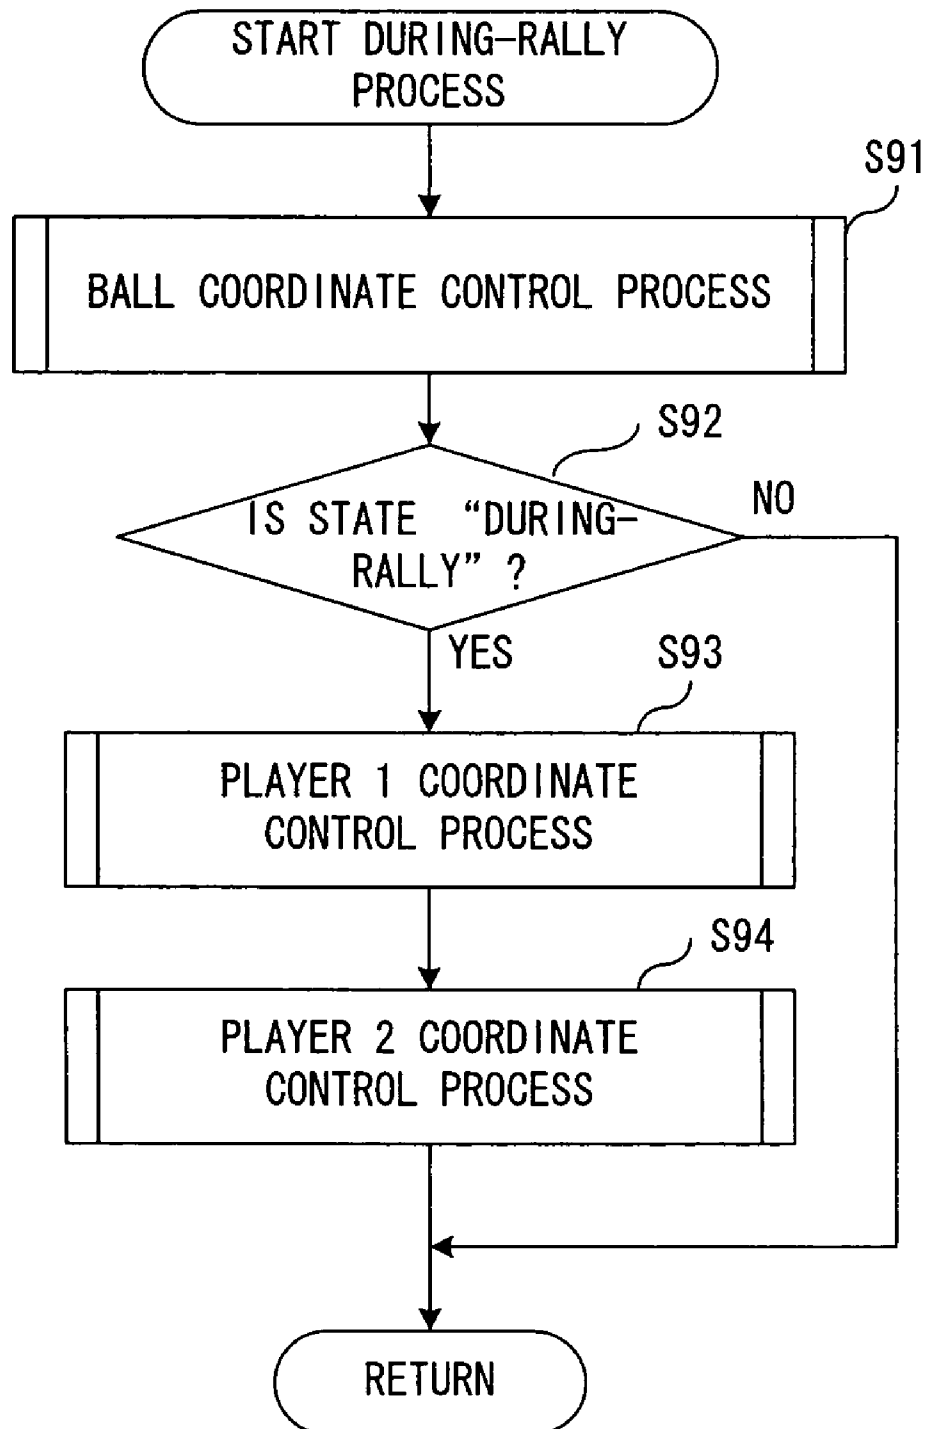 START DURING-RALLY
PROCESS
S91
BALL COORDINATE CONTROL PROCESS
S92
IS STATE “DURING-
RALLY” ?
NO
YES
S93
PLAYER 1 COORDINATE
CONTROL PROCESS
S94
PLAYER 2 COORDINATE
CONTROL PROCESS
RETURN